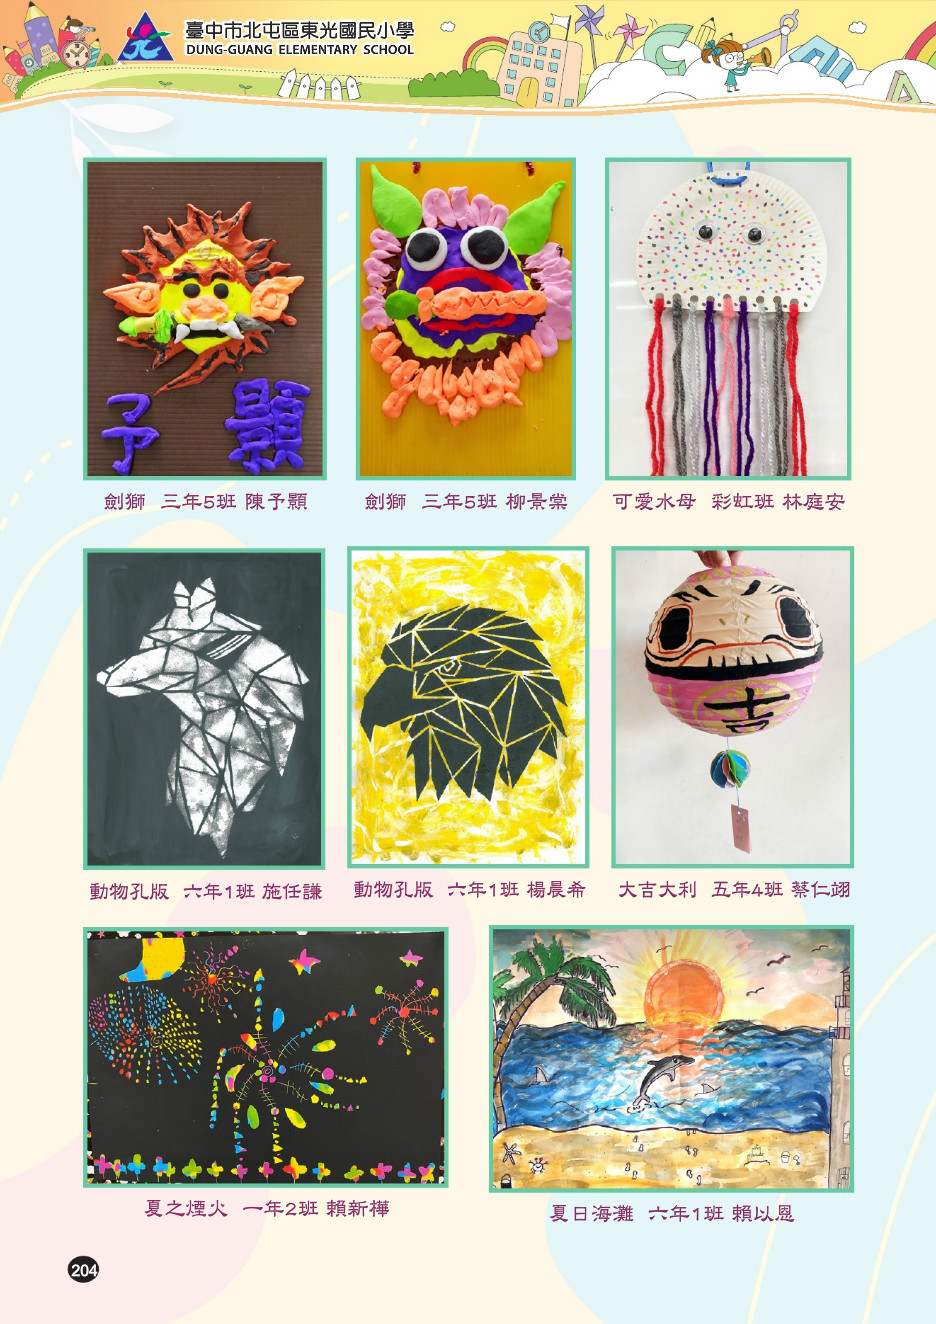 臺中市北屯區東光國民小學
DUNG-GUANG ELEMENTARY SCHOOL
予 顥
劍獅 三年5班 陳予顥
劍獅 三年5班 柳景棠
可愛水母 彩虹班 林庭安
吉
動物孔版 六年1班 施任謙
動物孔版 六年1班 楊晨希
大吉大利 五年4班 蔡仁翊
夏之煙火 一年2班 賴新樺
夏日海灘 六年1班 賴以恩
204